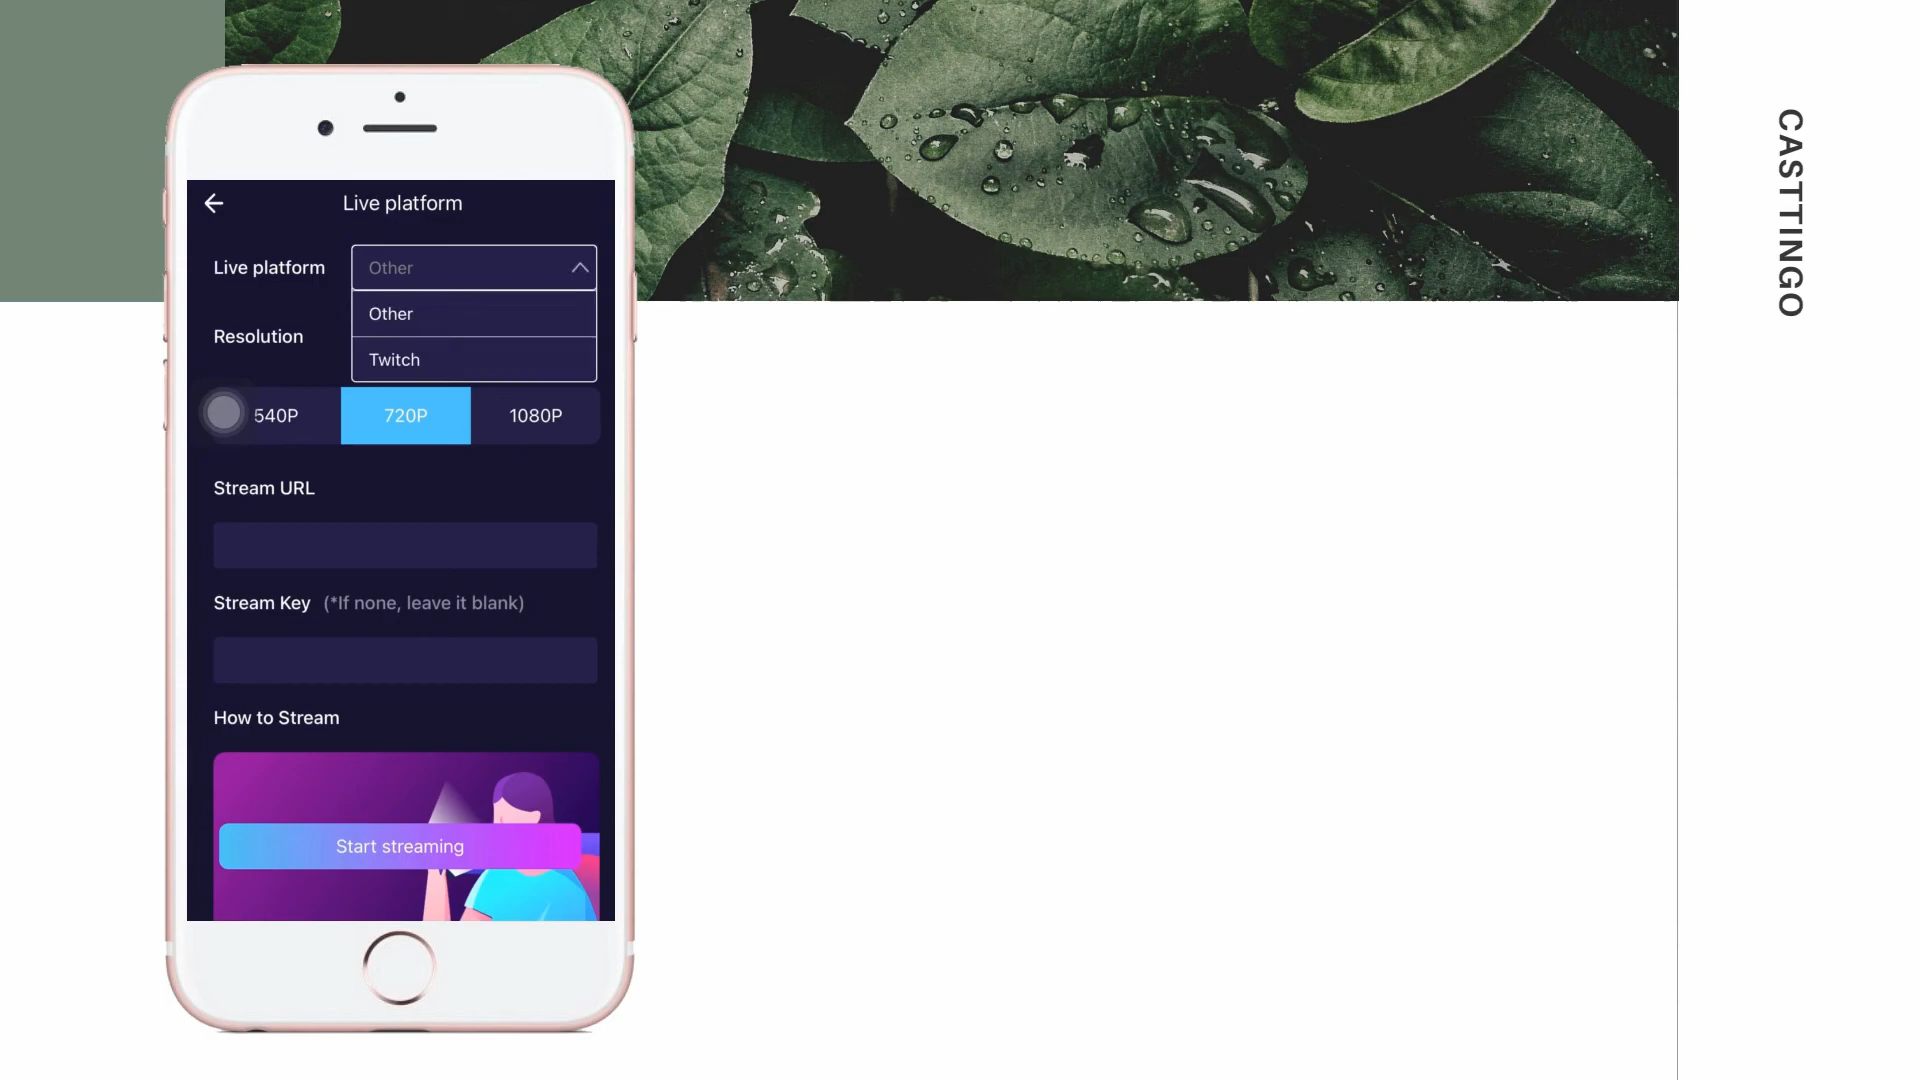 Live platform
Live platform
Other
Other
Twitch
Resolution
540P
720P
1080P
Stream URL
Stream Key (*If none, leave it blank)
How to Stream
Start streaming
CASTTINGO